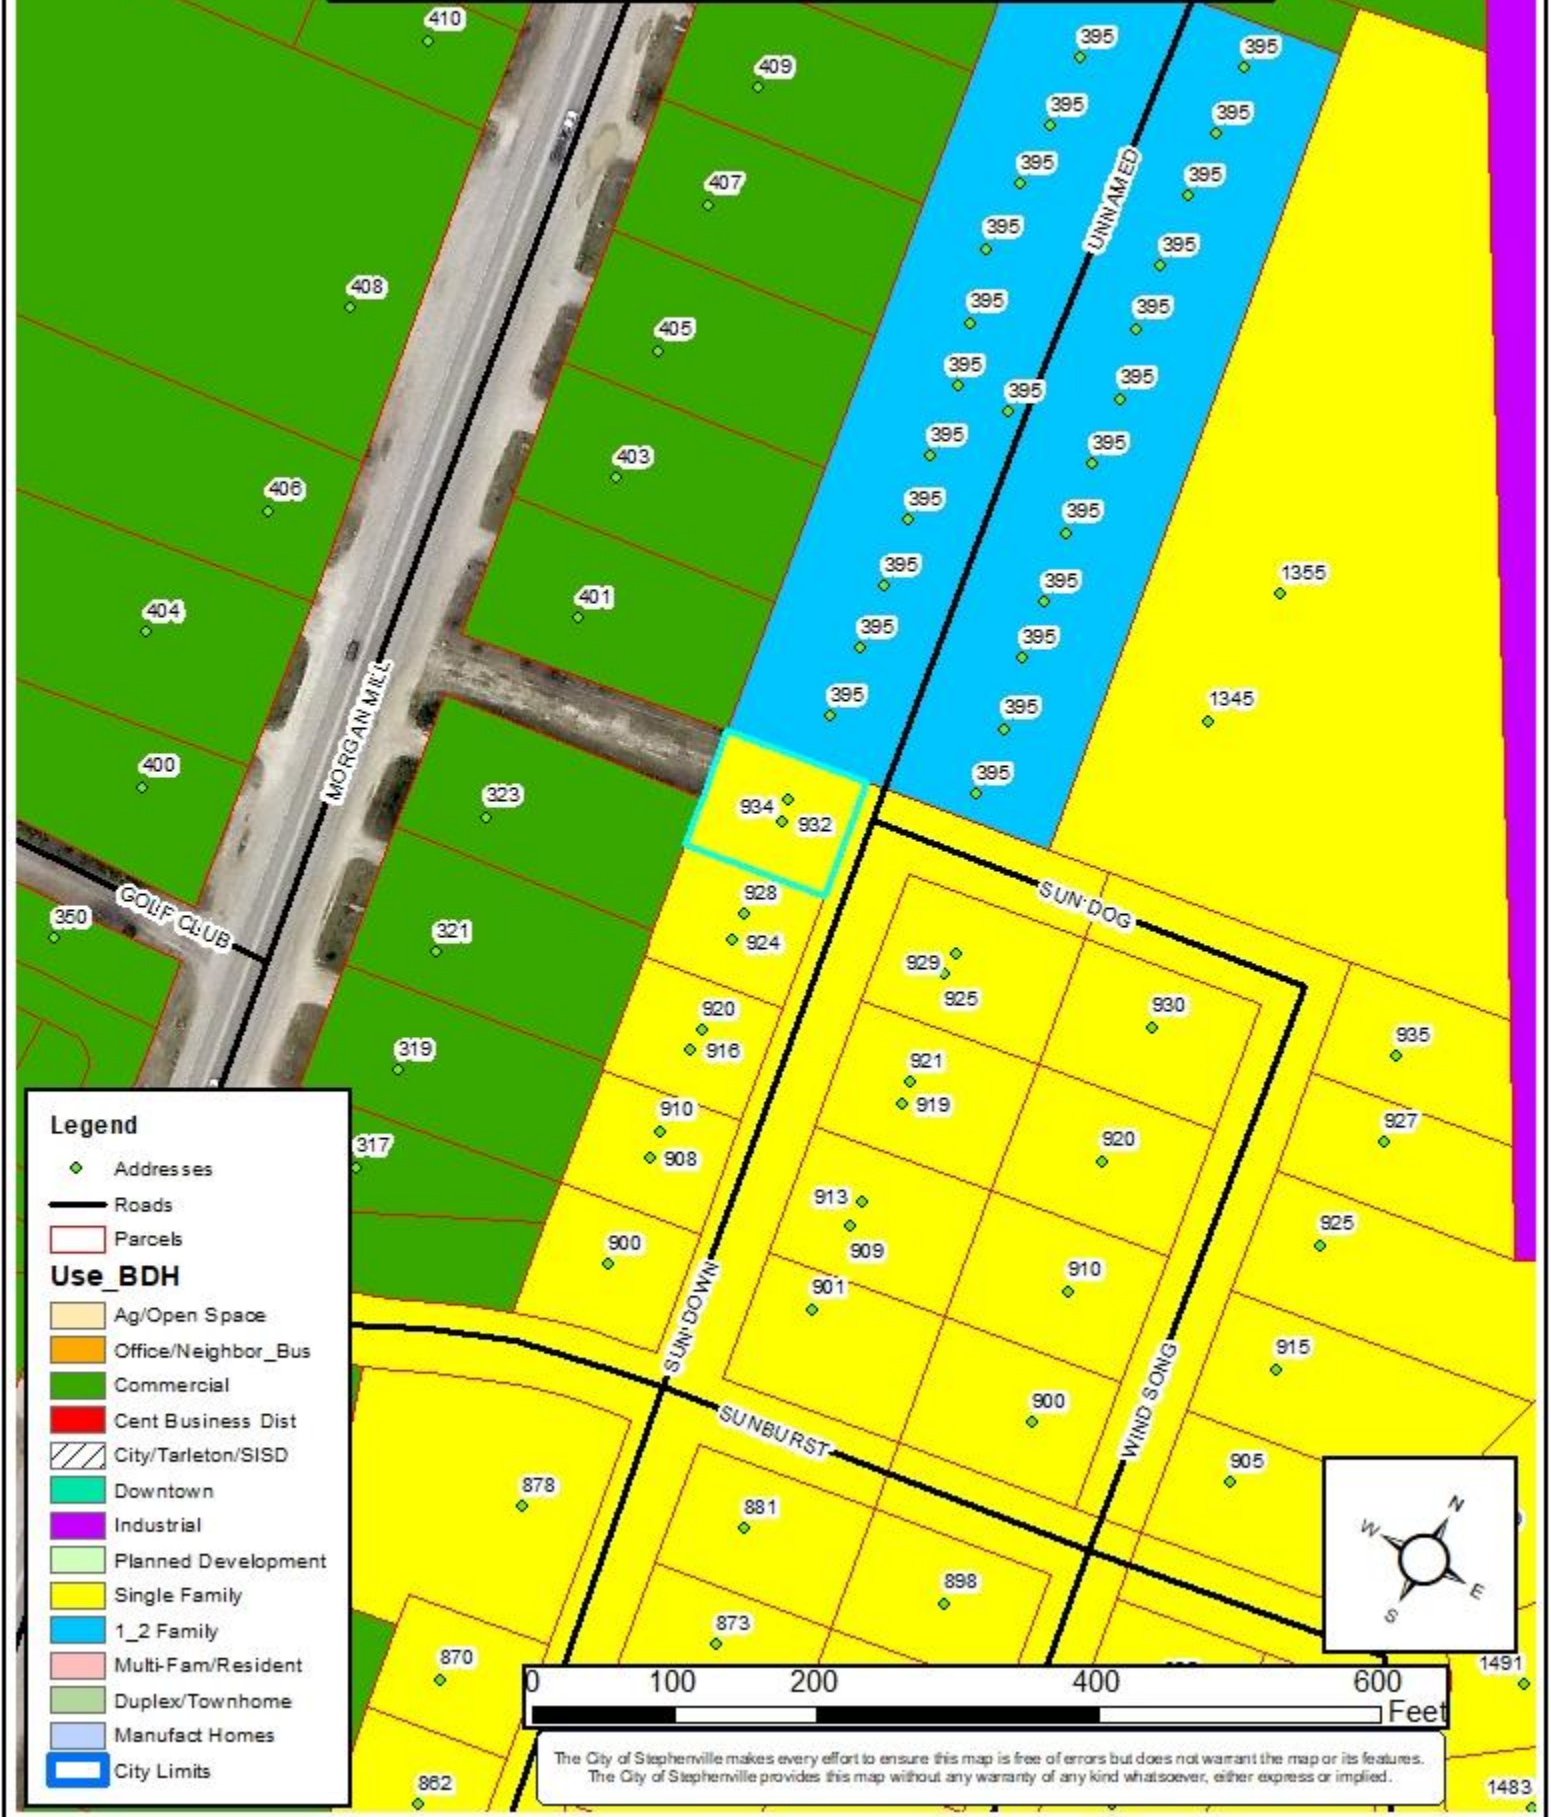 410
409
395
395
395
395
407
395
395
395
395
408
395
395
405
395
395
395
395
403
395
395
406
395
395
UNNAMED
395
395
1355
404
401
395
395
395
1345
MORGAN MILL
400
323
395
934
932
GOLF CLUB
350
928
SUN DOG
321
924
929
925
920
930
916
935
319
921
919
910
927
317
908
920
913
925
900
909
910
901
SUN DOWN
915
900
WIND SONG
SUNBURST
905
878
881
898
873
870
862
1491
1483
Legend
Addresses
Roads
Parcels
Use_BDH
Ag/Open Space
Office/Neighbor_Bus
Commercial
Cent Business Dist
City/Tarleton/SISD
Downtown
Industrial
Planned Development
Single Family
1_2 Family
Multi-Fam/Resident
Duplex/Townhome
Manufact Homes
City Limits
N
W
E
S
0 100 200 400 600
Feet
The City of Stephenville makes every effort to ensure this map is free of errors but does not warrant the map or its features.
The City of Stephenville provides this map without any warranty of any kind whatsoever, either express or implied.